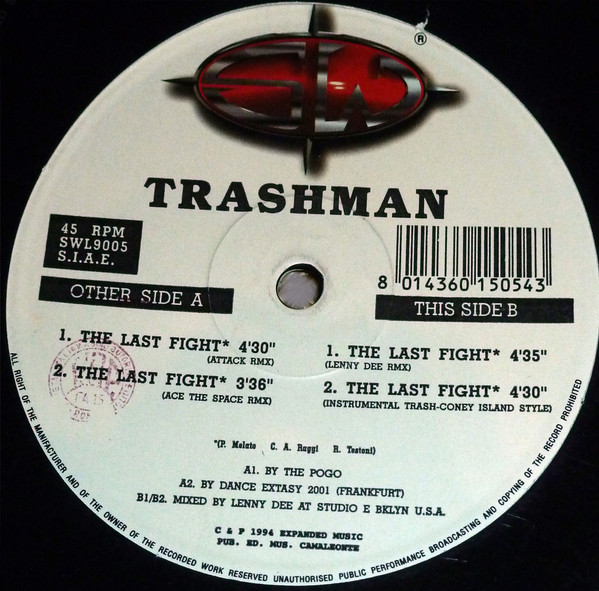 SW
®
TRASHMAN
45 RPM
SWL9005
S.I.A.E.
8 014360 150543
OTHER SIDE A
THIS SIDE B
1. THE LAST FIGHT* 4'30"
(ATTACK RMX)
2. THE LAST FIGHT* 3'36"
(ACE THE SPACE RMX)
1. THE LAST FIGHT* 4'35"
(LENNY DEE RMX)
2. THE LAST FIGHT* 4'30"
(INSTRUMENTAL TRASH-CONEY ISLAND STYLE)
*(P. Melato C. A. Raggi R. Testoni)
A1. BY THE POGO
A2. BY DANCE EXTASY 2001 (FRANKFURT)
B1/B2. MIXED BY LENNY DEE AT STUDIO E BKLYN U.S.A.
C & P 1994 EXPANDED MUSIC
PUB. ED. MUS. CAMALEONTE
ALL RIGHT OF THE MANIFACTURER AND OF THE OWNER OF THE RECORDED WORK RESERVED UNAUTHORISED PUBLIC PERFORMANCE BROADCASTING AND COPYING OF THE RECORD PROHIBITED